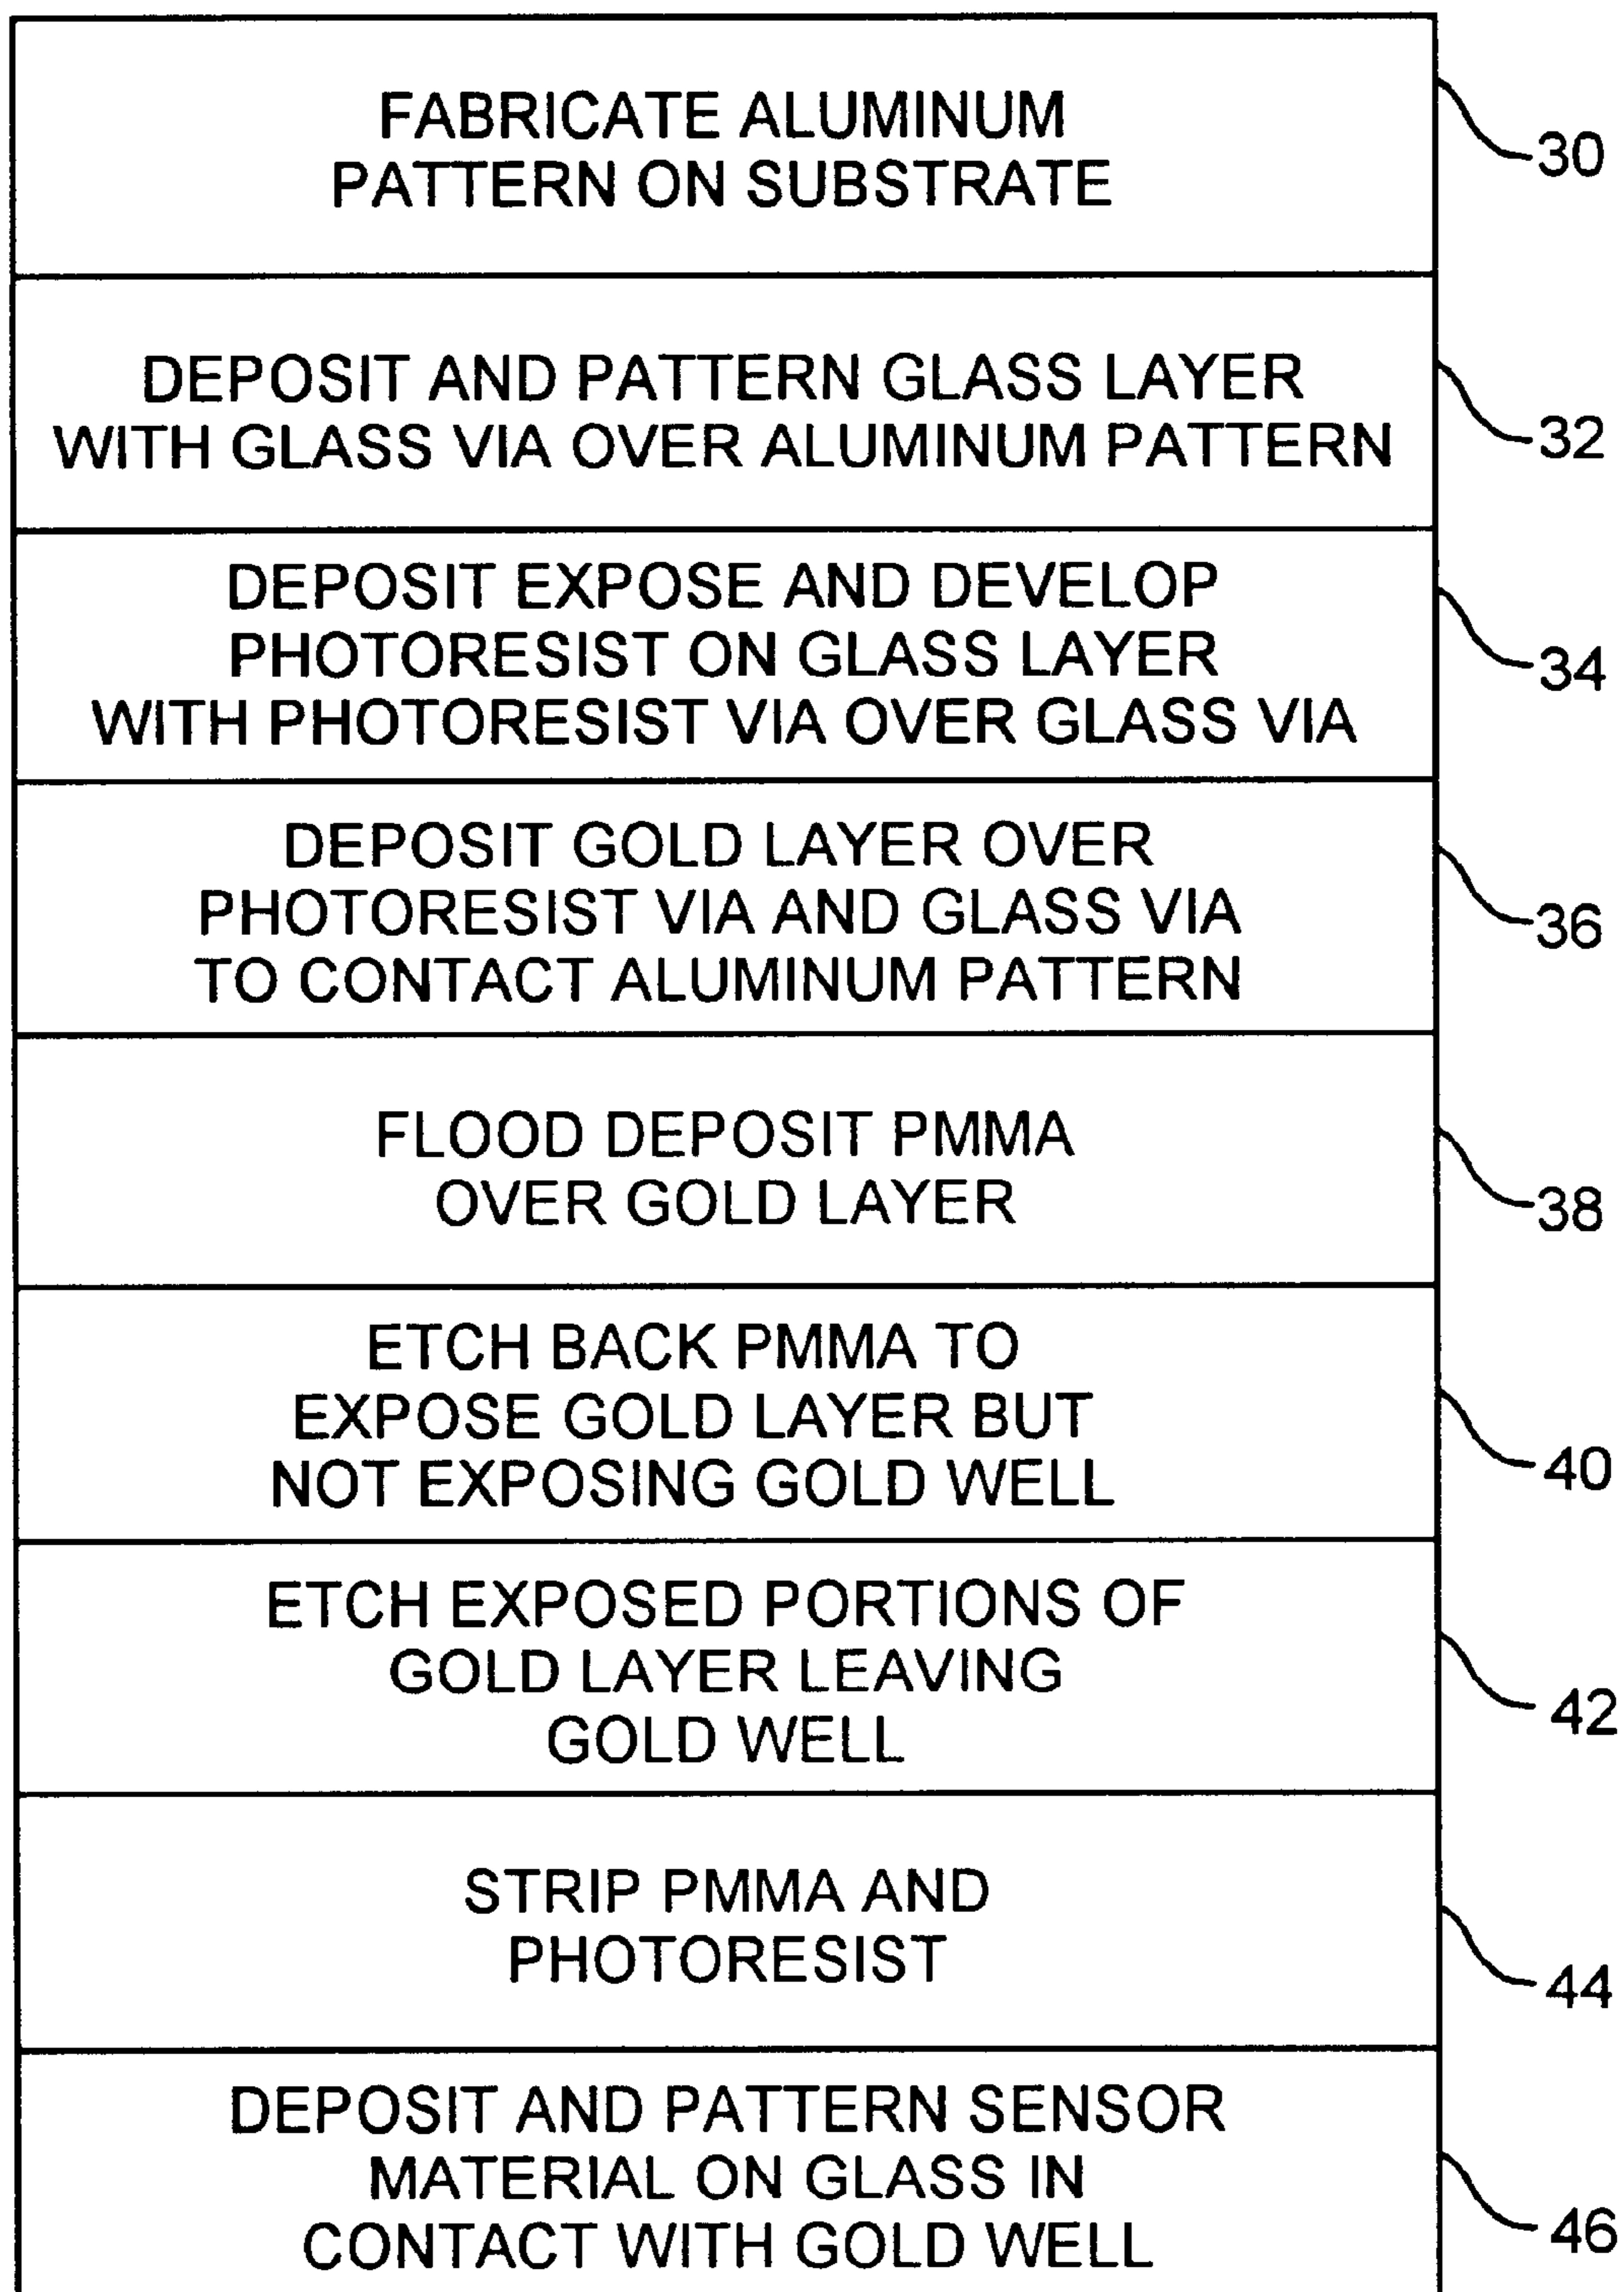 FABRICATE ALUMINUM
PATTERN ON SUBSTRATE
30
DEPOSIT AND PATTERN GLASS LAYER
WITH GLASS VIA OVER ALUMINUM PATTERN
32
DEPOSIT EXPOSE AND DEVELOP
PHOTORESIST ON GLASS LAYER
WITH PHOTORESIST VIA OVER GLASS VIA
34
DEPOSIT GOLD LAYER OVER
PHOTORESIST VIA AND GLASS VIA
TO CONTACT ALUMINUM PATTERN
36
FLOOD DEPOSIT PMMA
OVER GOLD LAYER
38
ETCH BACK PMMA TO
EXPOSE GOLD LAYER BUT
NOT EXPOSING GOLD WELL
40
ETCH EXPOSED PORTIONS OF
GOLD LAYER LEAVING
GOLD WELL
42
STRIP PMMA AND
PHOTORESIST
44
DEPOSIT AND PATTERN SENSOR
MATERIAL ON GLASS IN
CONTACT WITH GOLD WELL
46